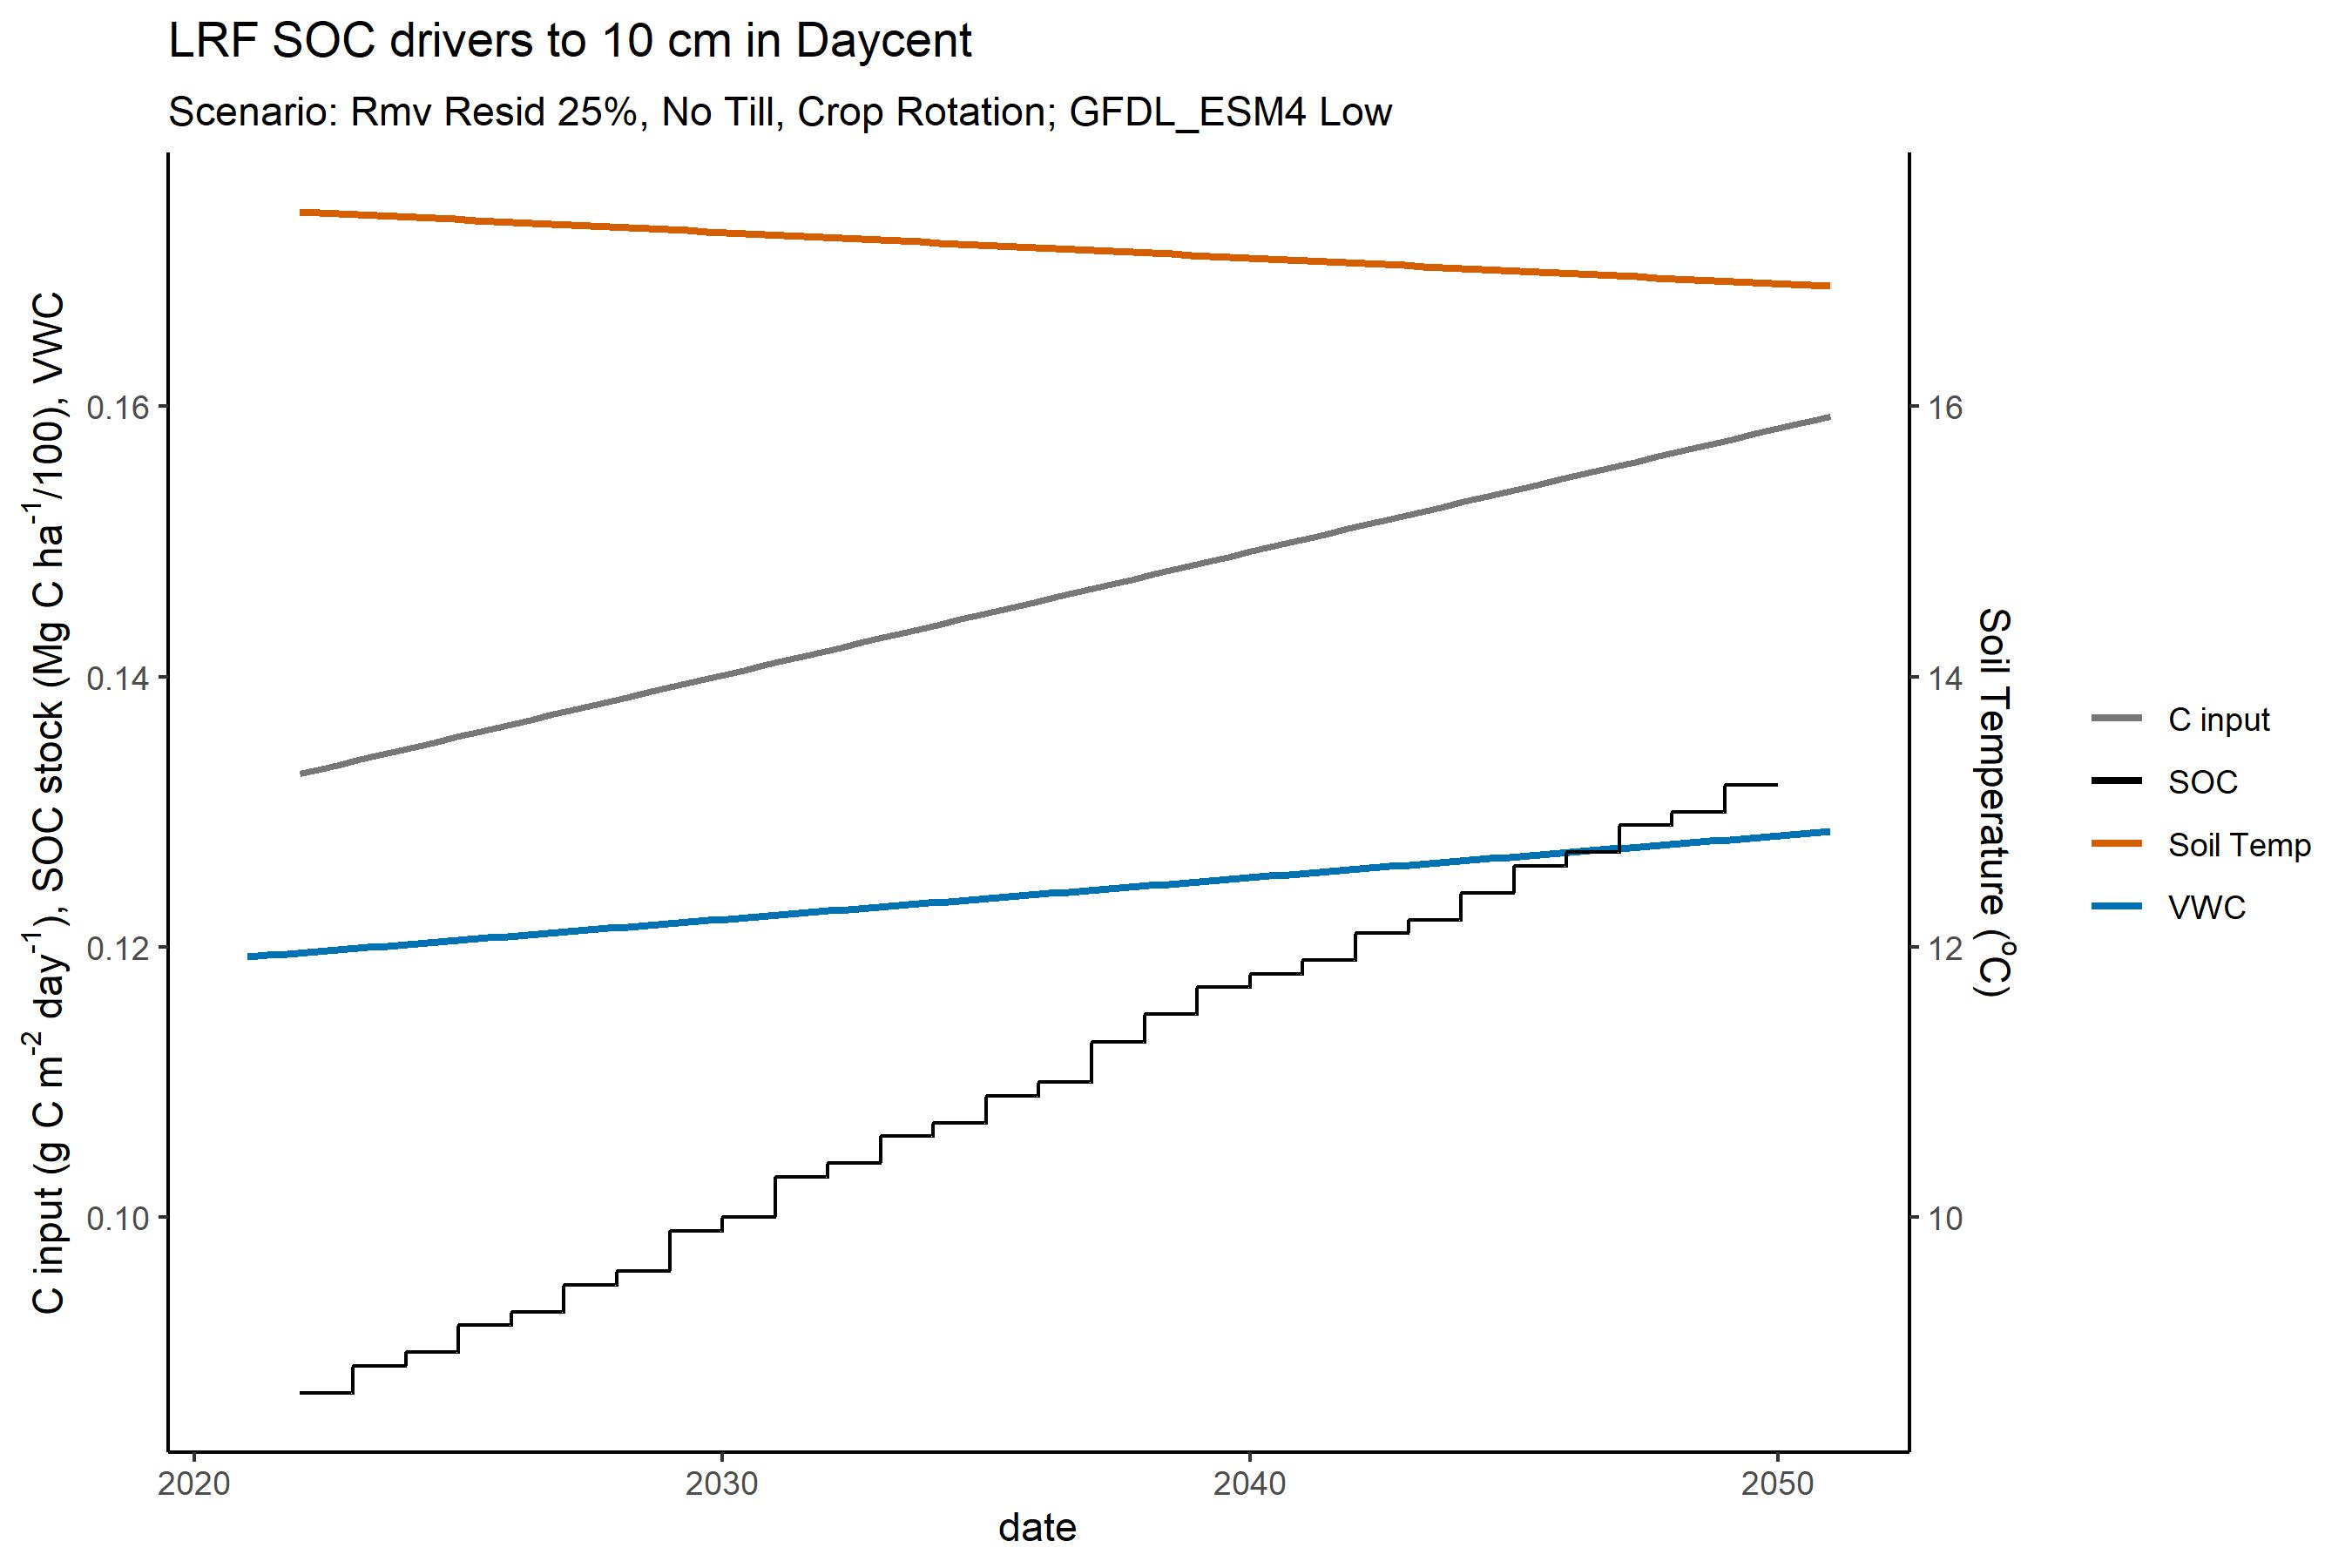 LRF SOC drivers to 10 cm in Daycent
Scenario: Rmv Resid 25%, No Till, Crop Rotation; GFDL_ESM4 Low
C input (g C m⁻² day⁻¹), SOC stock (Mg C ha⁻¹/100), VWC
0.16
0.14
0.12
0.10
16
14
12
10
Soil Temperature (ºC)
C input
SOC
Soil Temp
VWC
2020
2030
2040
2050
date